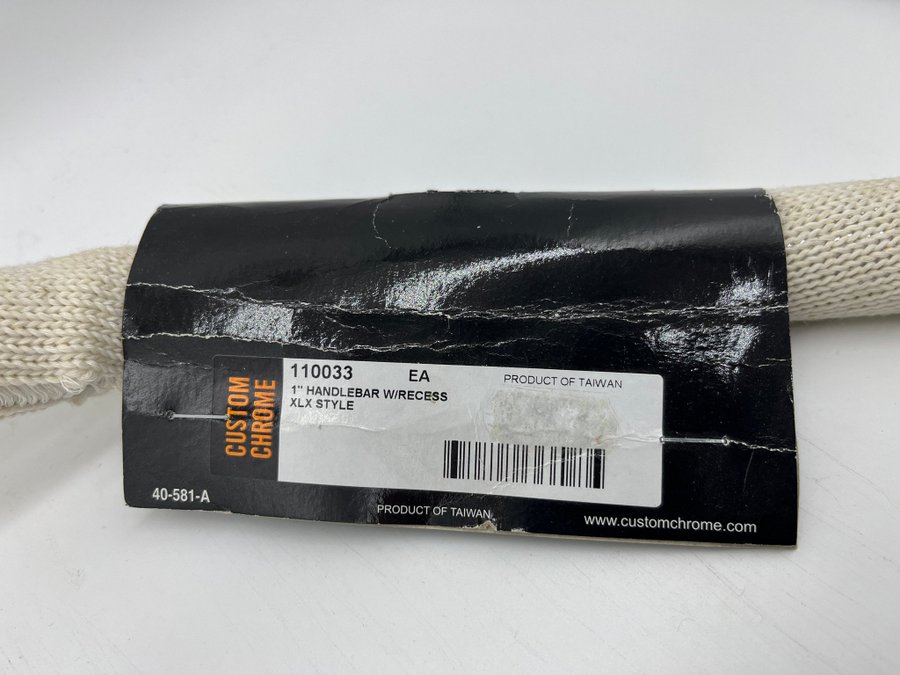 CUSTOM
CHROME
110033 EA
1" HANDLEBAR W/RECESS
XLX STYLE
PRODUCT OF TAIWAN
40-581-A
PRODUCT OF TAIWAN
www.customchrome.com